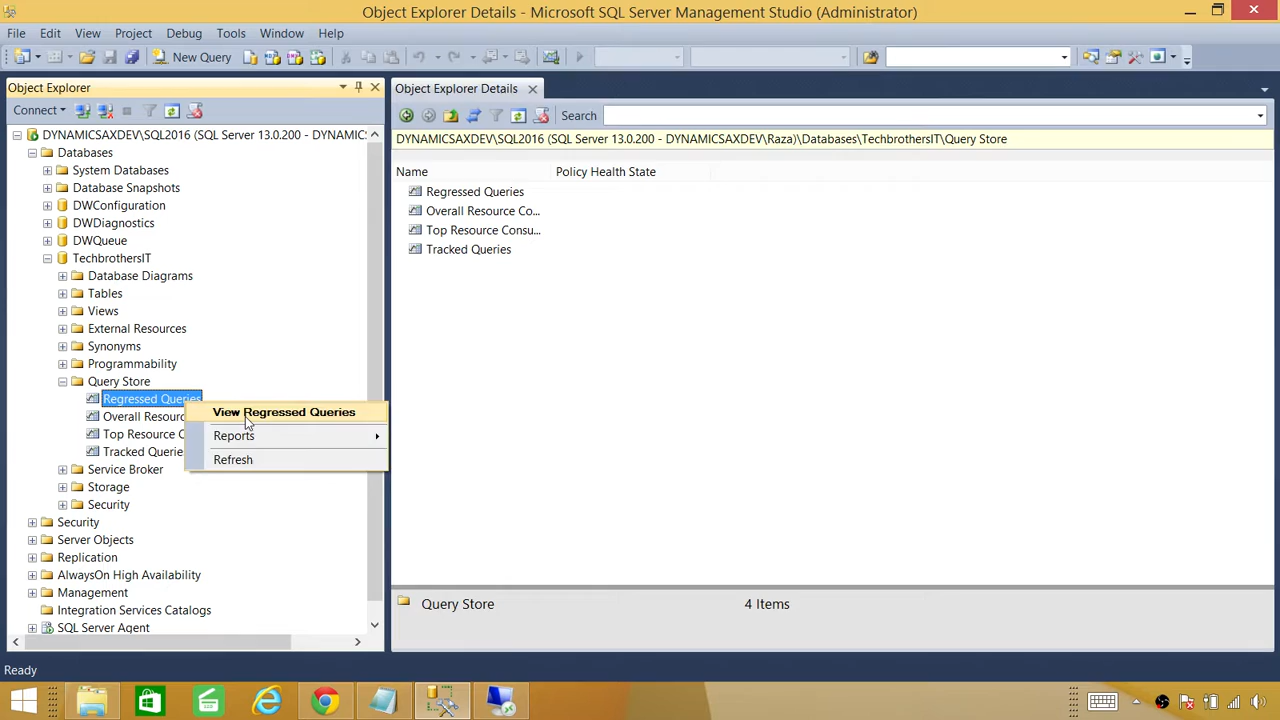 Object Explorer Details - Microsoft SQL Server Management Studio (Administrator)
File Edit View Project Debug Tools Window Help
New Query
Object Explorer
Connect
DYNAMICSAXDEV\SQL2016 (SQL Server 13.0.200 - DYNAMIC:
Databases
System Databases
Database Snapshots
DWConfiguration
DWDiagnostics
DWQueue
TechbrothersIT
Database Diagrams
Tables
Views
External Resources
Synonyms
Programmability
Query Store
Regressed Queries
Overall Resourc
Top Resource C
Tracked Querie
Service Broker
Storage
Security
Security
Server Objects
Replication
AlwaysOn High Availability
Management
Integration Services Catalogs
SQL Server Agent
View Regressed Queries
Reports
Refresh
Object Explorer Details
Search
DYNAMICSAXDEV\SQL2016 (SQL Server 13.0.200 - DYNAMICSAXDEV\Raza)\Databases\TechbrothersIT\Query Store
Name Policy Health State
Regressed Queries
Overall Resource Co...
Top Resource Consu...
Tracked Queries
Query Store 4 Items
Ready